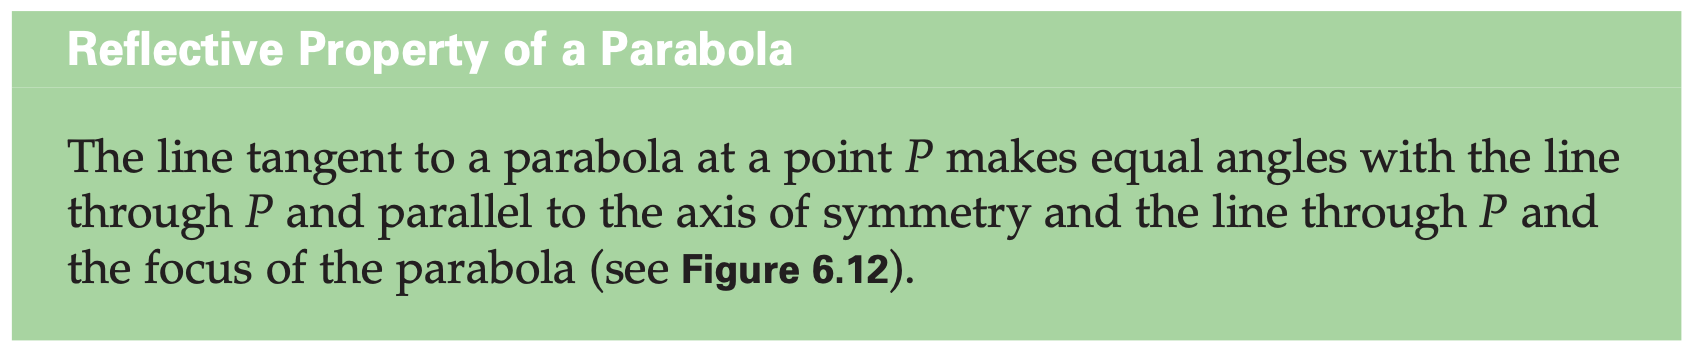 Reflective Property of a Parabola
The line tangent to a parabola at a point P makes equal angles with the line
through P and parallel to the axis of symmetry and the line through P and
the focus of the parabola (see Figure 6.12).